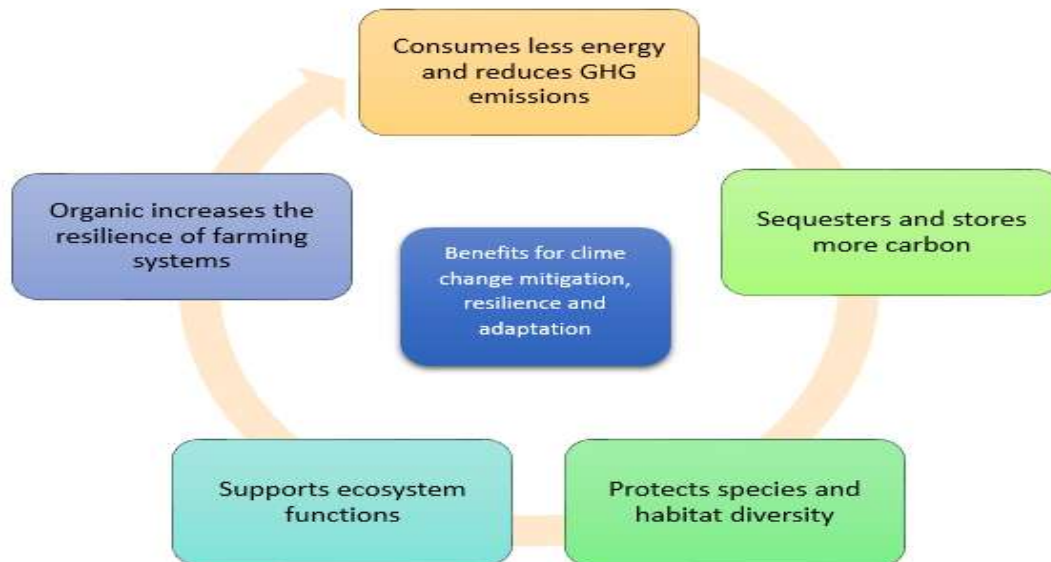 Consumes less energy
and reduces GHG
emissions
Sequesters and stores
more carbon
Protects species and
habitat diversity
Supports ecosystem
functions
Organic increases the
resilience of farming
systems
Benefits for clime
change mitigation,
resilience and
adaptation